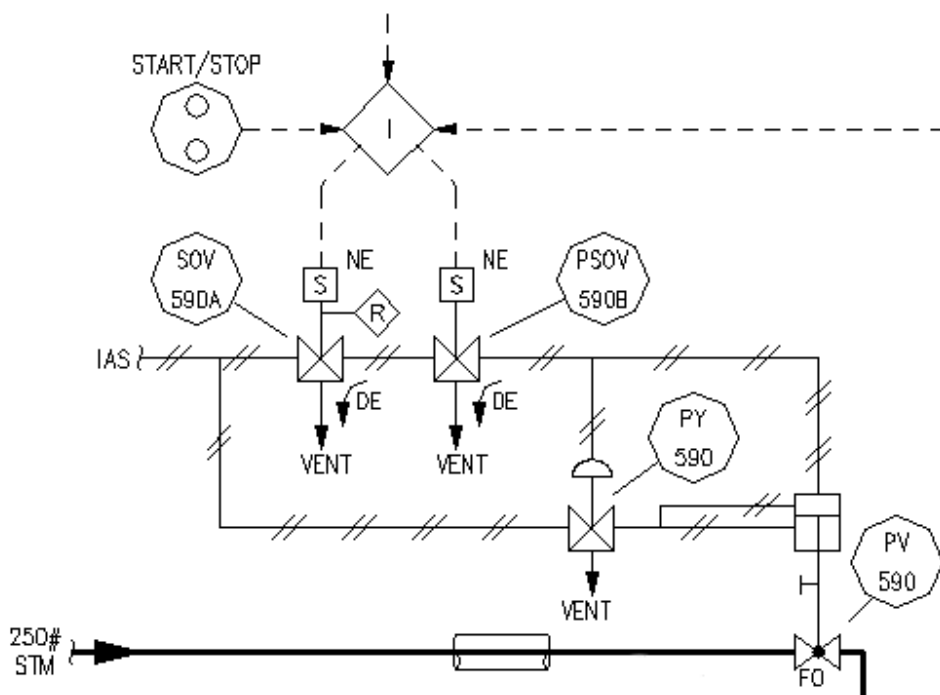 START/STOP
I
SOV
590A
NE
S
R
NE
S
PSOV
590B
IAS
DE
DE
VENT
VENT
PY
590
PV
590
VENT
250#
STM
FO